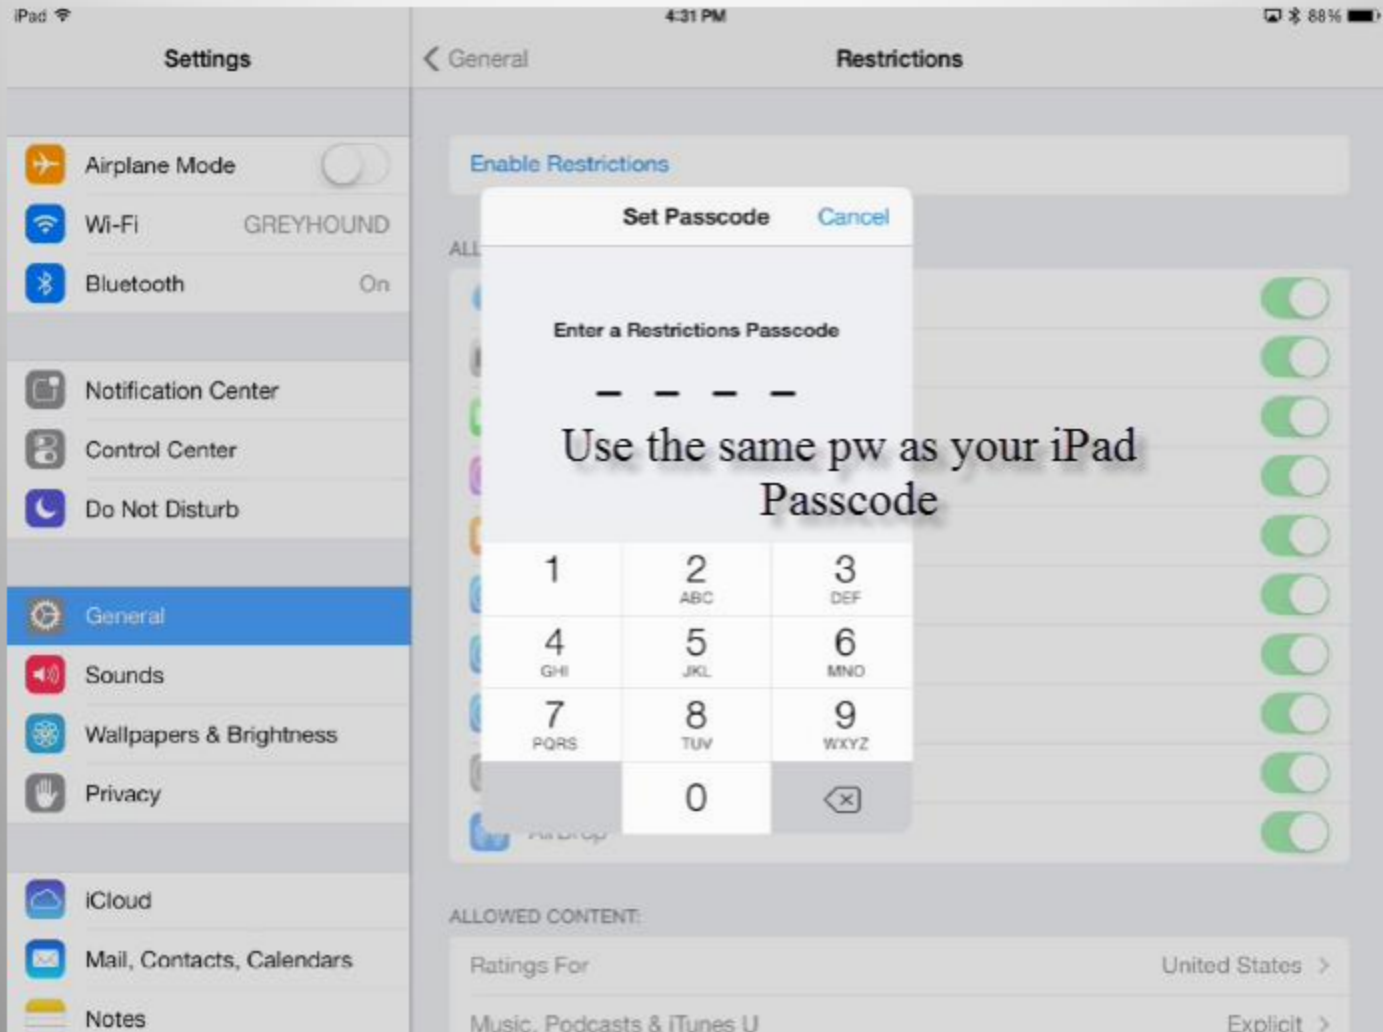 iPad
4:31 PM
88%
Settings
General
Restrictions
Airplane Mode
Wi-Fi GREYHOUND
Bluetooth On
Notification Center
Control Center
Do Not Disturb
General
Sounds
Wallpapers & Brightness
Privacy
iCloud
Mail, Contacts, Calendars
Notes
Enable Restrictions
Set Passcode Cancel
ALL
Enter a Restrictions Passcode
Use the same pw as your iPad
Passcode
1 2 3
ABC DEF
4 5 6
GHI JKL MNO
7 8 9
PQRS TUV WXYZ
0
AirDrop
ALLOWED CONTENT:
Ratings For United States
Music, Podcasts & iTunes U Explicit